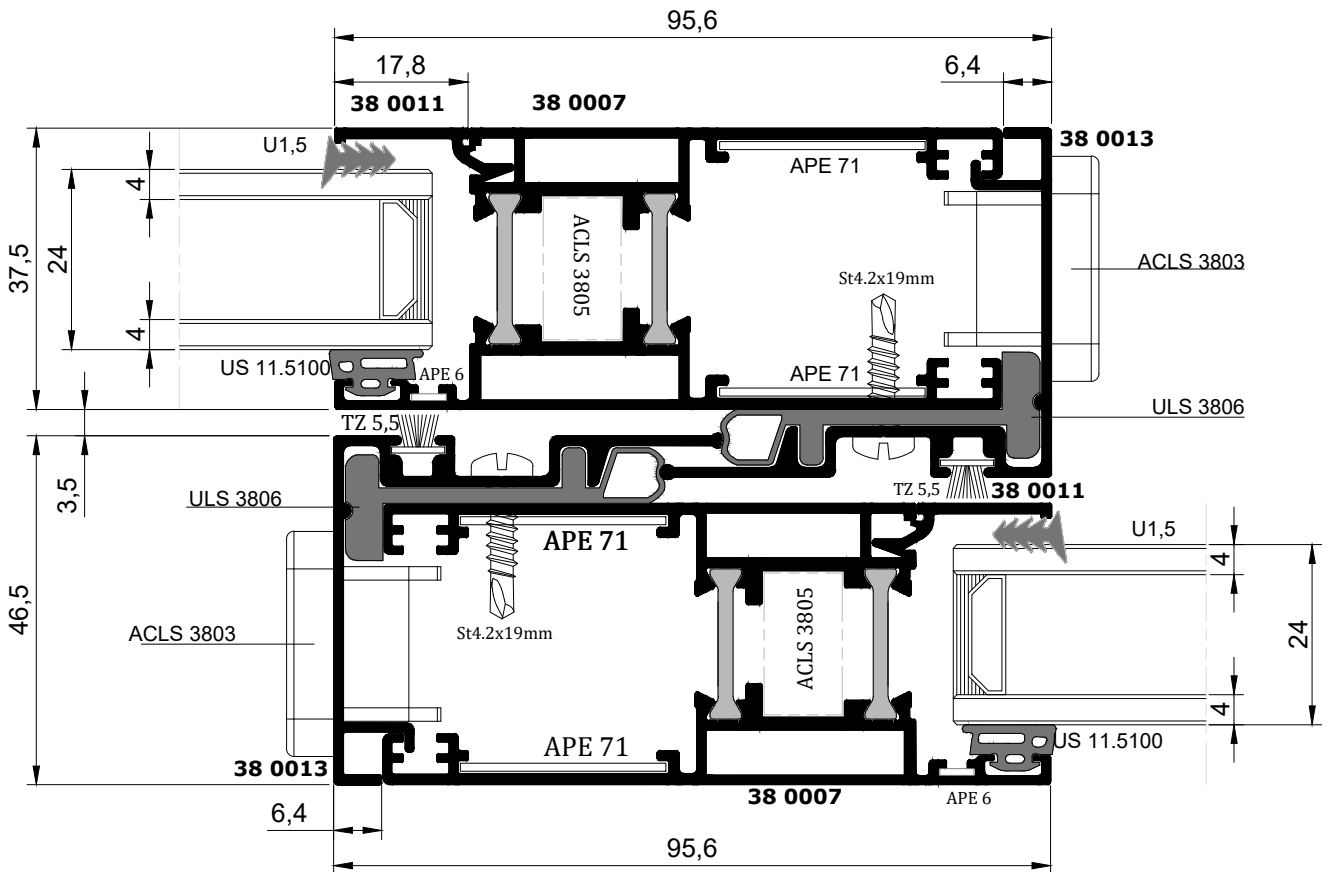 95,6
17,8
6,4
38 0011
38 0007
38 0013
U1,5
APE 71
4
24
37,5
ACLS 3805
ACLS 3803
St4.2x19mm
4
US 11.5100
APE 6
APE 71
ULS 3806
TZ 5,5
3,5
ULS 3806
TZ 5,5
38 0011
U1,5
APE 71
4
46,5
ACLS 3805
24
ACLS 3803
St4.2x19mm
4
APE 71
US 11.5100
38 0013
38 0007
APE 6
6,4
95,6